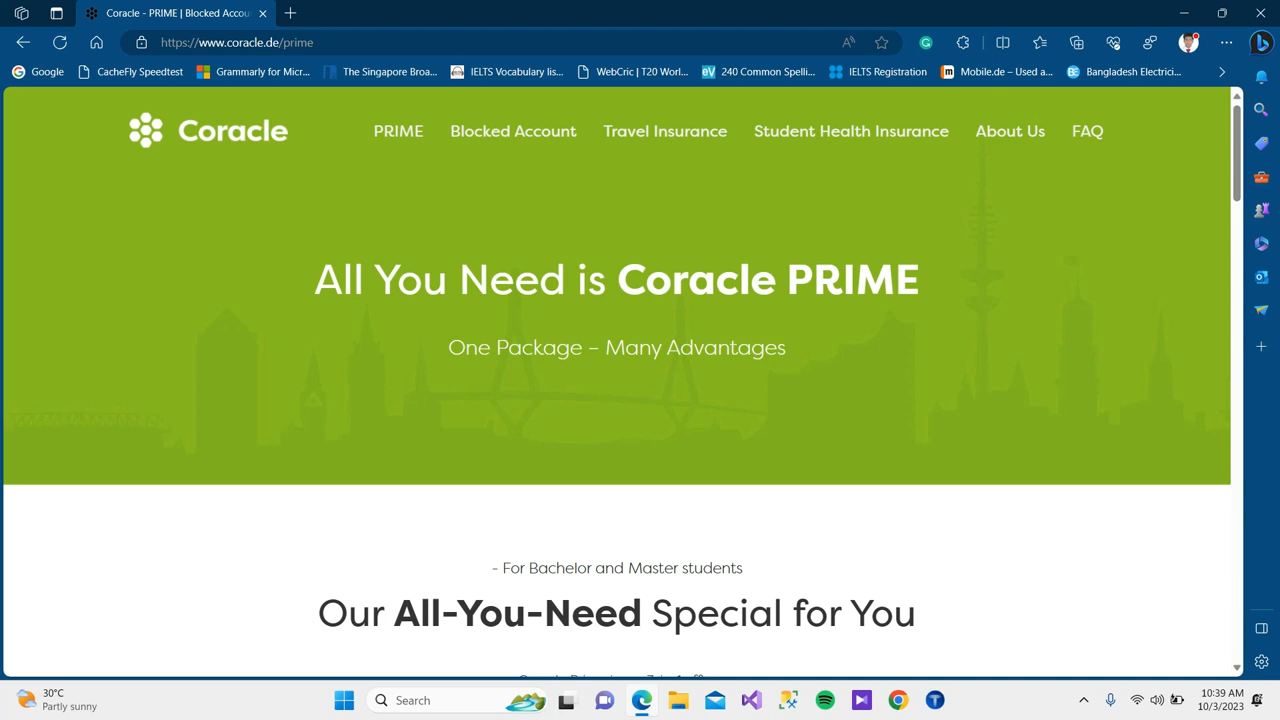 Coracle - PRIME | Blocked Accou
https://www.coracle.de/prime
Google
CacheFly Speedtest
Grammarly for Micr...
The Singapore Broa...
IELTS Vocabulary lis...
WebCric | T20 Worl...
240 Common Spelli...
IELTS Registration
Mobile.de – Used a...
Bangladesh Electrici...
Coracle
PRIME
Blocked Account
Travel Insurance
Student Health Insurance
About Us
FAQ
All You Need is Coracle PRIME
One Package – Many Advantages
- For Bachelor and Master students
Our All-You-Need Special for You
30°C
Partly sunny
Search
10:39 AM
10/3/2023